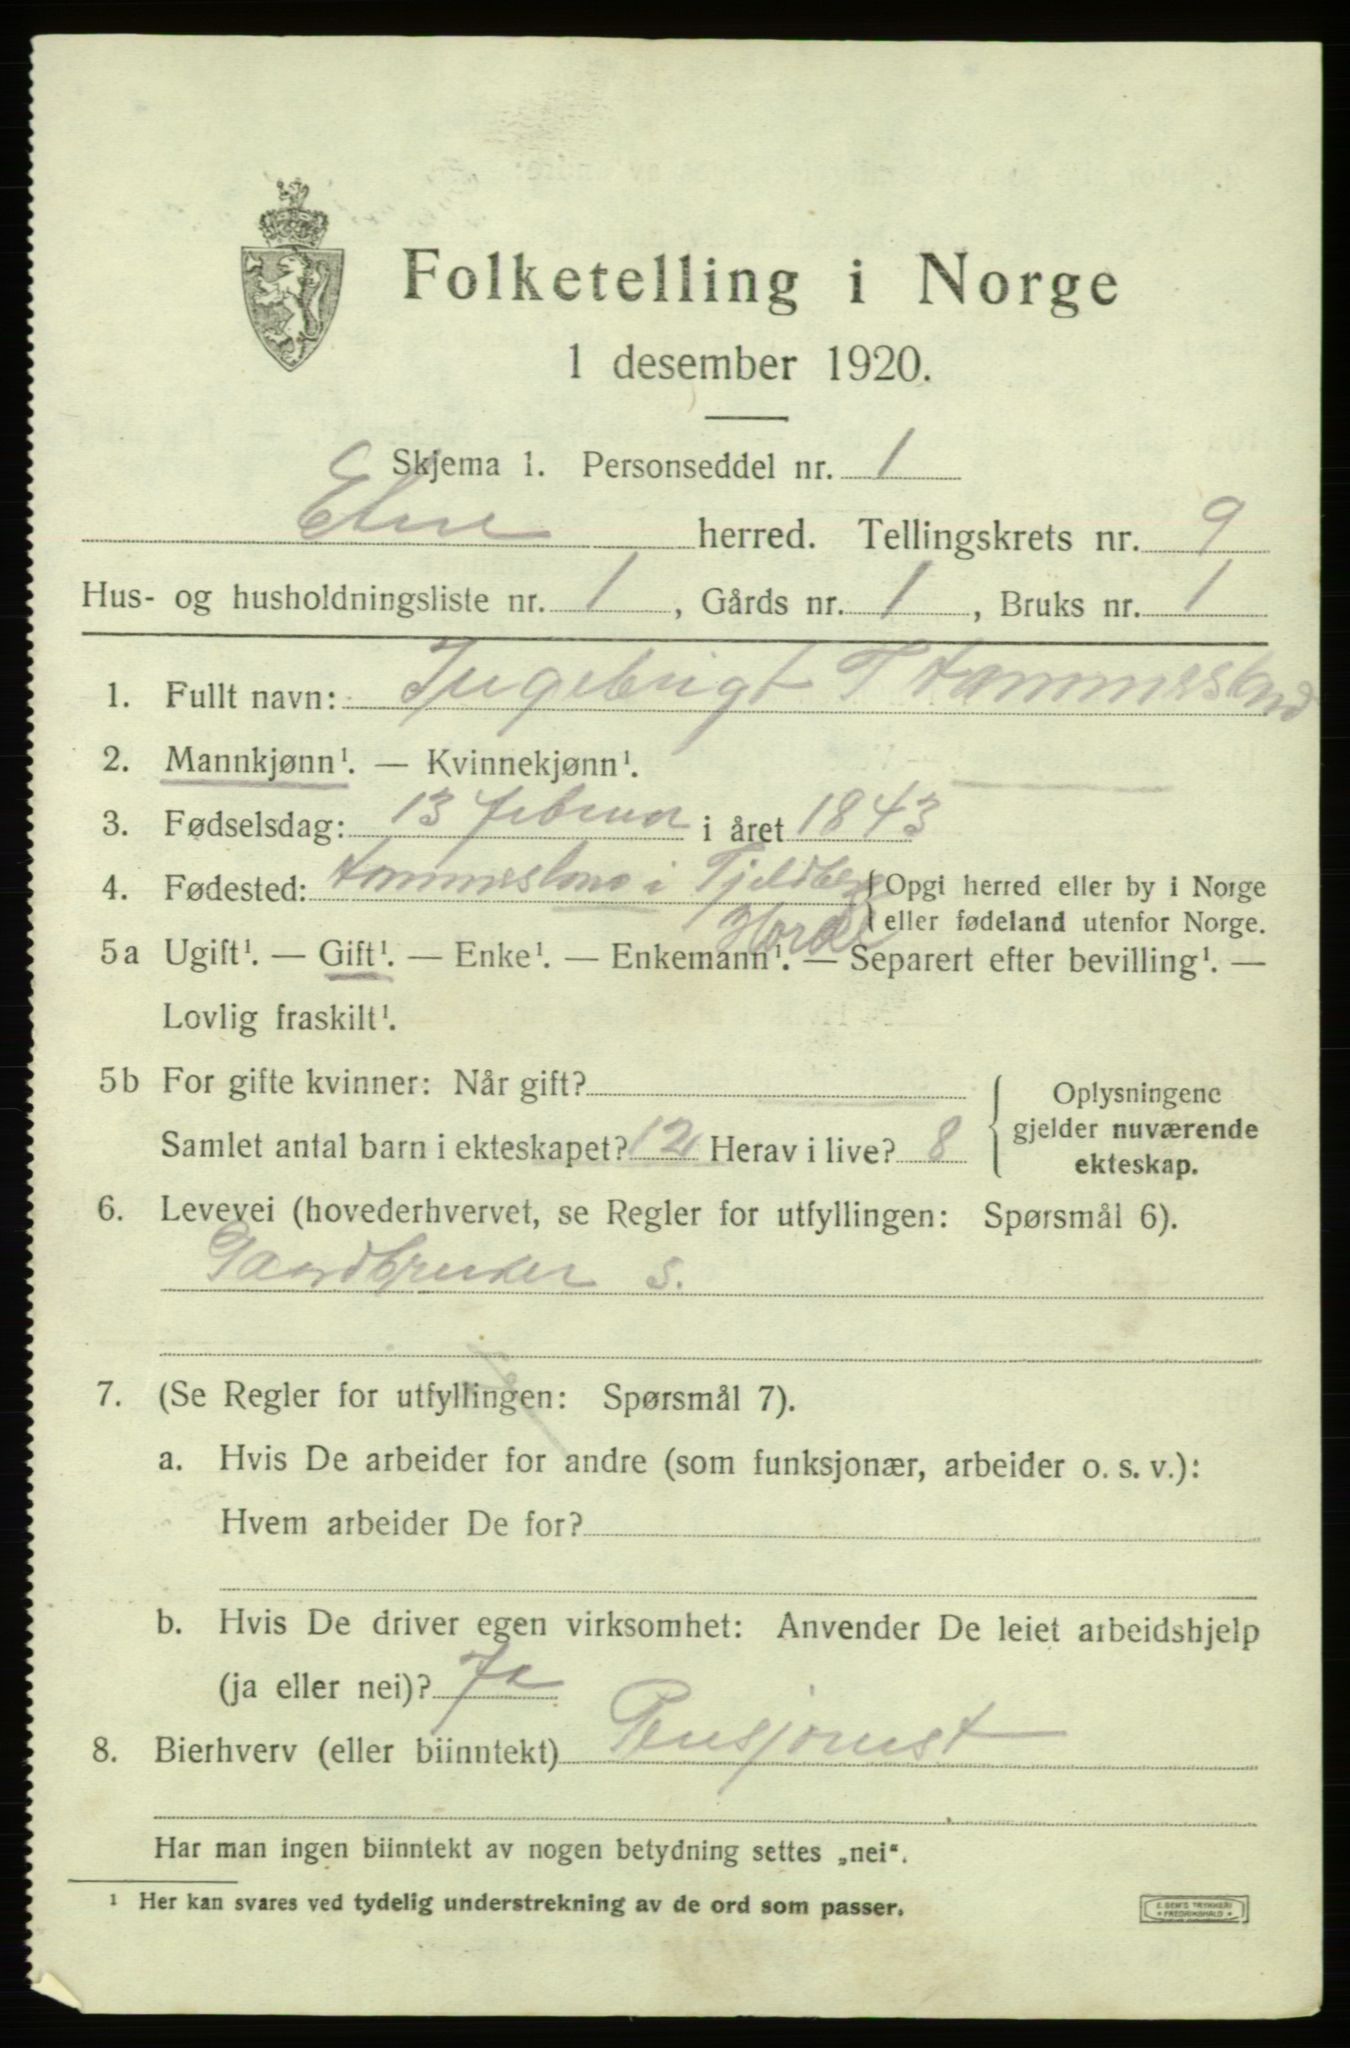 Folketelling i Norge
1 desember 1920.
Skjema 1. Personseddel nr. 1
Etne herred. Tellingskrets nr. 9
Hus- og husholdningsliste nr. 1, Gårds nr. 1, Bruks nr. 1
1. Fullt navn: Ingebrigt T Tammesland
2. Mannkjønn¹. — Kvinnekjønn¹.
3. Fødselsdag: 13 februar i året 1843
4. Fødested: i {Opgi herred eller by i Norge
{eller fødeland utenfor Norge.
5a Ugift¹. — Gift¹. — Enke¹. — Enkemann¹. — Separert efter bevilling¹. —
Lovlig fraskilt¹.
5b For gifte kvinner: Når gift?
Samlet antal barn i ekteskapet? 12 Herav i live? 8
Oplysningene
gjelder nuværende
ekteskap.
6. Levevei (hovederhvervet, se Regler for utfyllingen: Spørsmål 6).
Gaardbruker s.
7. (Se Regler for utfyllingen: Spørsmål 7).
a. Hvis De arbeider for andre (som funksjonær, arbeider o. s. v.):
Hvem arbeider De for?
b. Hvis De driver egen virksomhet: Anvender De leiet arbeidshjelp
(ja eller nei)? Ja
8. Bierhverv (eller biinntekt) Pensjonist
Har man ingen biinntekt av nogen betydning settes „nei“.
¹ Her kan svares ved tydelig understrekning av de ord som passer.
E. SEM'S TRYKKERI
FREDRIKSHALD